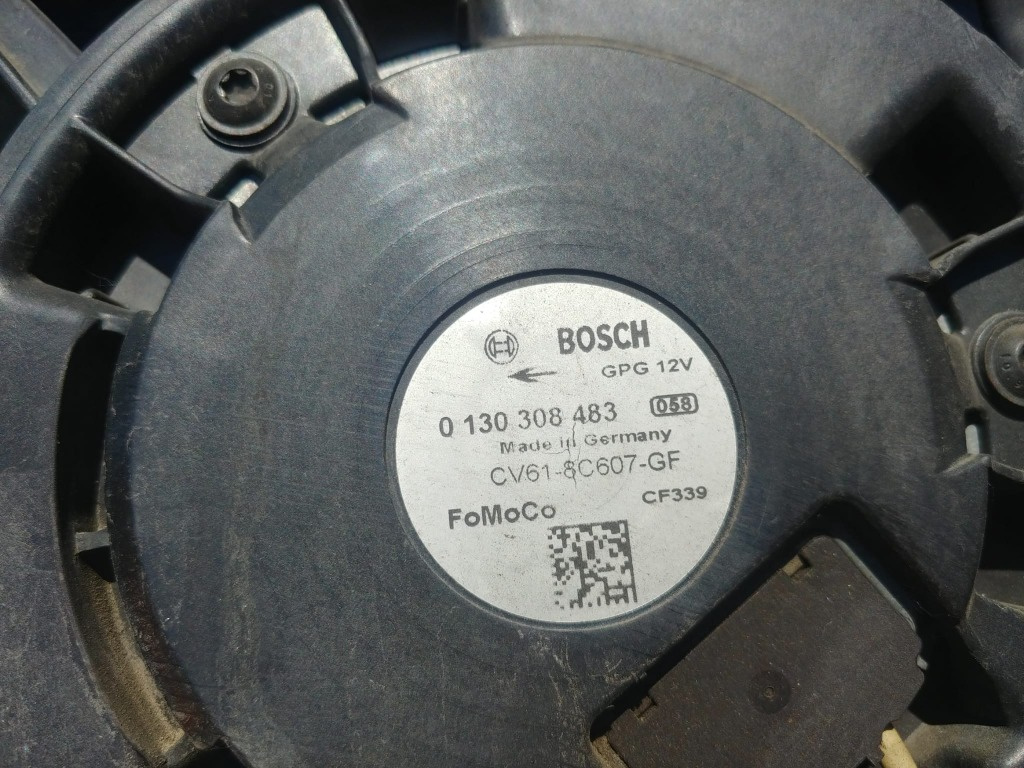 BOSCH
GPG 12V
0 130 308 483 058
Made in Germany
CV61-8C607-GF
CF339
FoMoCo